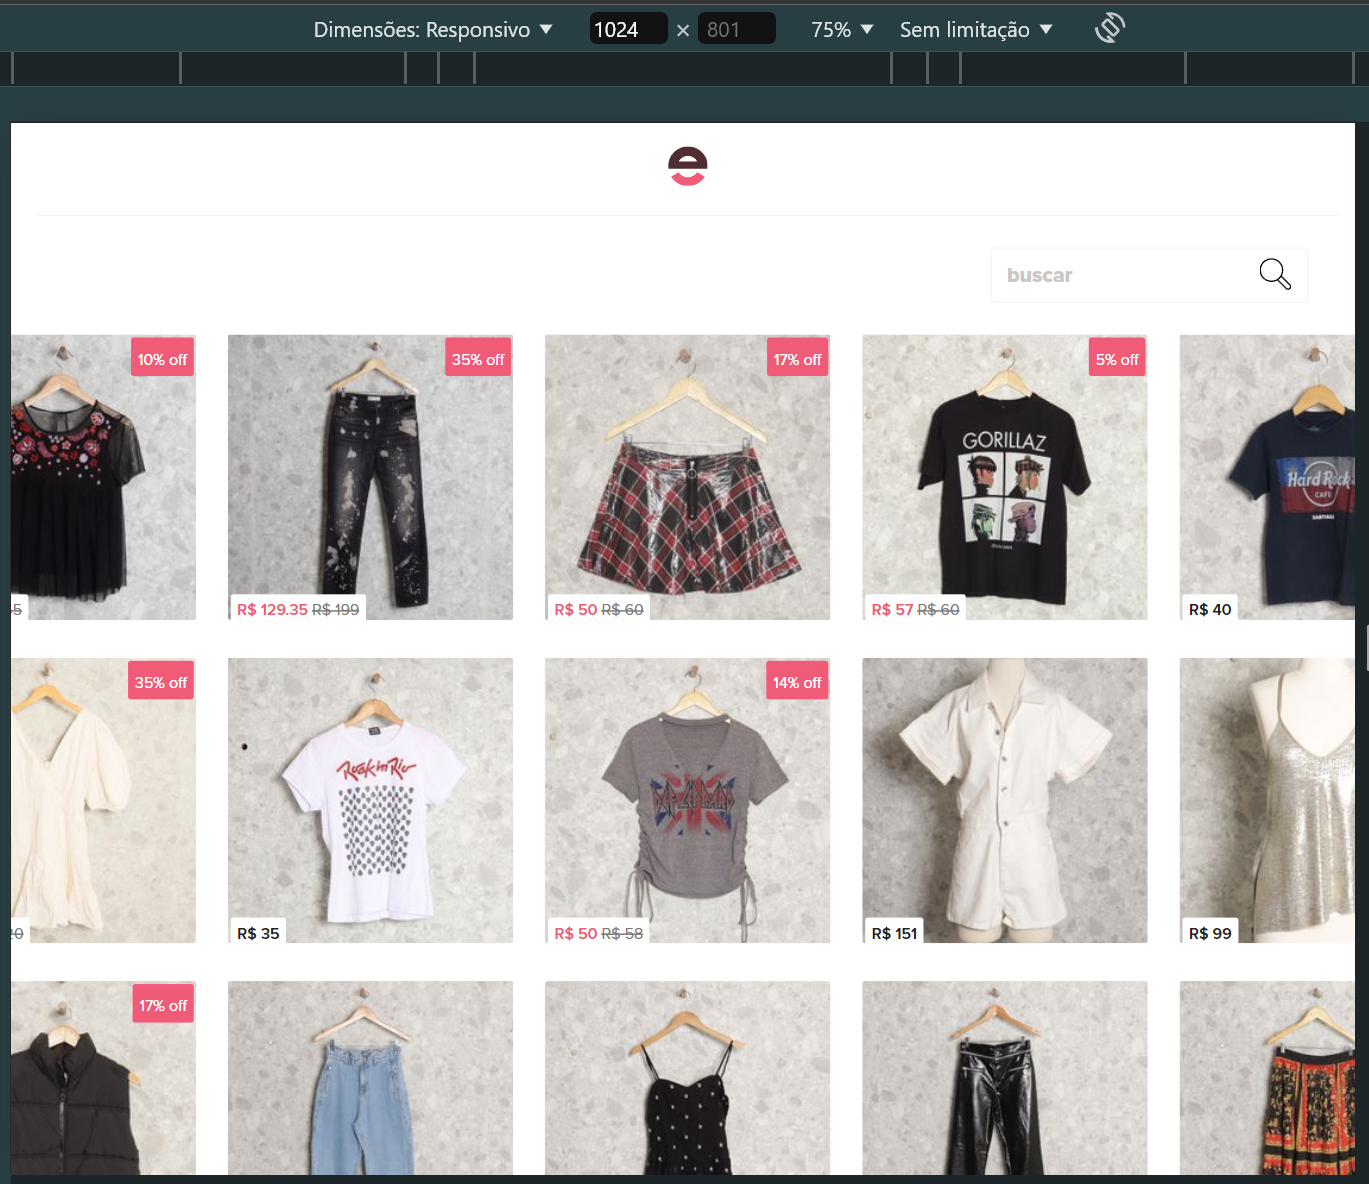 Dimensões: Responsivo 1024 × 801 75% Sem limitação
buscar
10% off
35% off
17% off
5% off
GORILLAZ
Hard Rock
CAFE
SANTIAGO
5
R$ 129.35 R$ 199
R$ 50 R$ 60
R$ 57 R$ 60
R$ 40
35% off
14% off
Rock in Rio
DEF LEPPARD
20
R$ 35
R$ 50 R$ 58
R$ 151
R$ 99
17% off